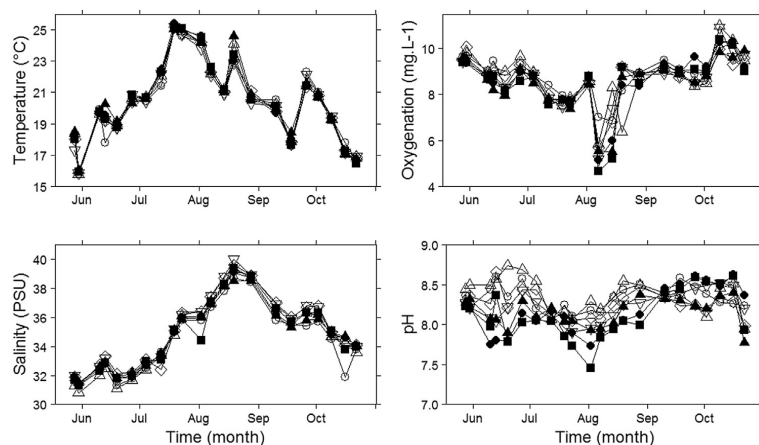 Temperature (°C)
25
23
21
19
17
15
Jun Jul Aug Sep Oct
Oxygenation (mg.L-1)
10
8
6
4
Jun Jul Aug Sep Oct
Salinity (PSU)
40
38
36
34
32
30
Jun Jul Aug Sep Oct
Time (month)
pH
9.0
8.5
8.0
7.5
7.0
Jun Jul Aug Sep Oct
Time (month)